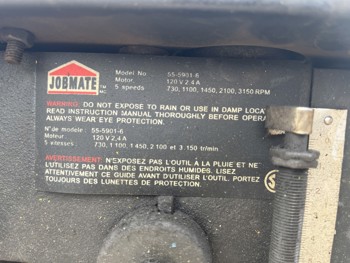 JOBMATE
TM
Model No 55-5901-6
Motor. 120 V 2,4 A
5 speeds 730, 1100, 1450, 2100, 3150 RPM
WARNING: DO NOT EXPOSE TO RAIN OR USE IN DAMP LOCAT
READ INSTRUCTION MANUAL THOROUGHLY BEFORE OPERA
ALWAYS WEAR EYE PROTECTION.
N° de modele : 55-5901-6
Moteur 120 V 2,4 A
5 vitesses 730, 1 100, 1 450, 2 100 et 3 150 tr/min
AVERTISSEMENT: N'EXPOSEZ PAS L'OUTIL À LA PLUIE ET NE
L'UTILISEZ PAS DANS DES ENDROITS HUMIDES. LISEZ
ATTENTIVEMENT CE GUIDE AVANT D'UTILISER L'OUTIL. PORTEZ
TOUJOURS DES LUNETTES DE PROTECTION.